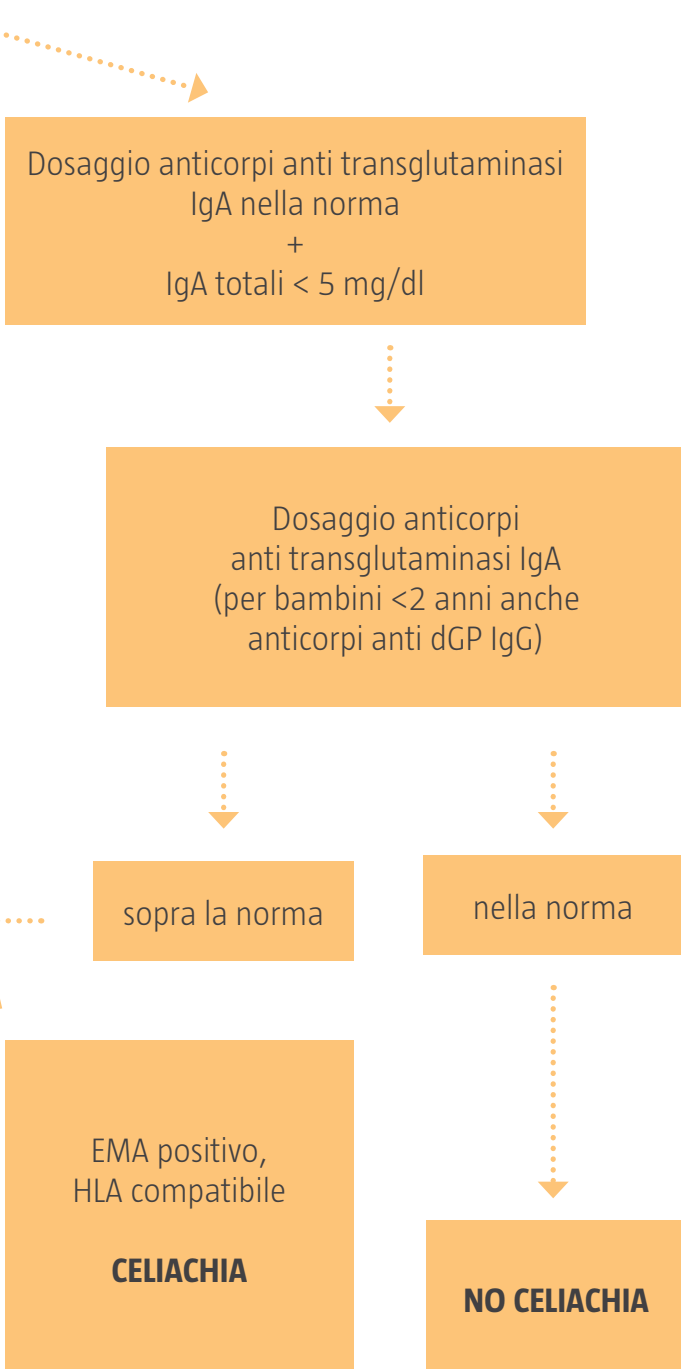 Dosaggio anticorpi anti transglutaminasi
IgA nella norma
+
IgA totali < 5 mg/dl
Dosaggio anticorpi
anti transglutaminasi IgA
(per bambini <2 anni anche
anticorpi anti dGP IgG)
sopra la norma
nella norma
EMA positivo,
HLA compatibile
CELIACHIA
NO CELIACHIA